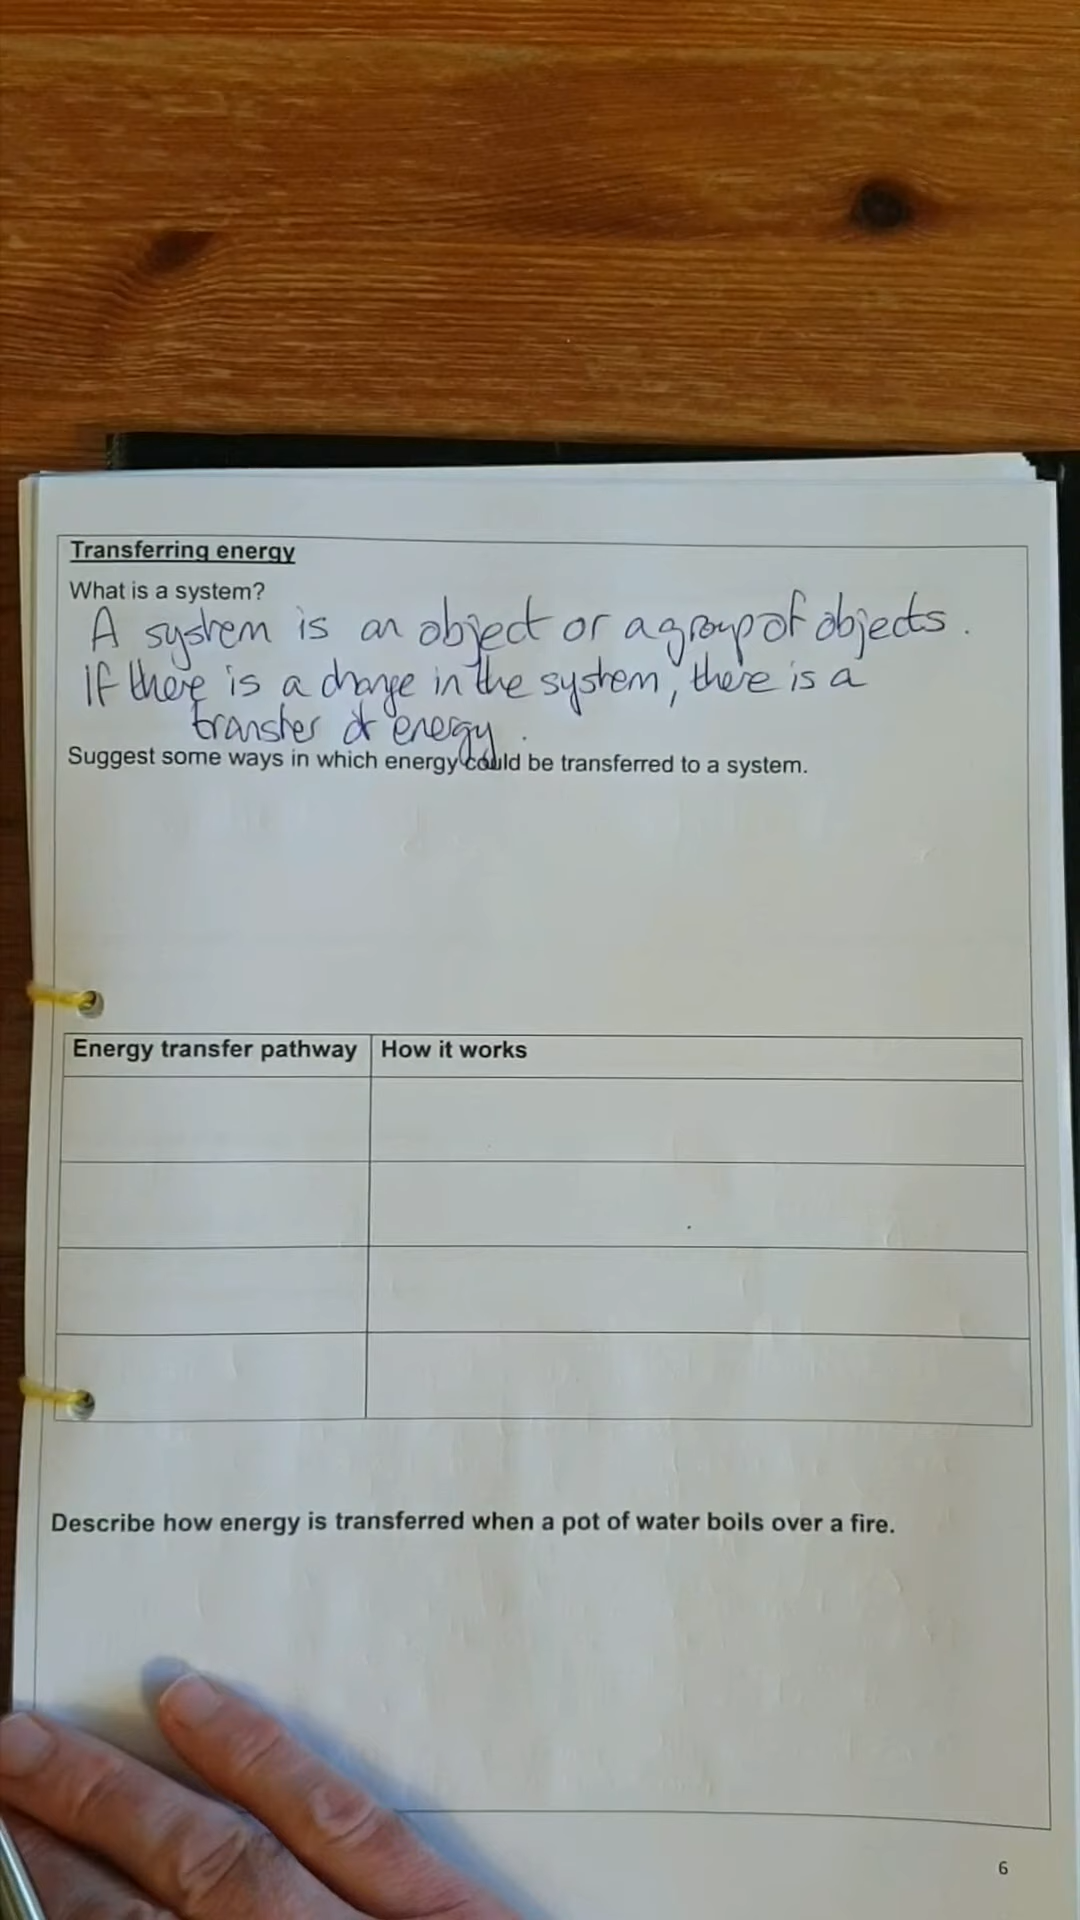 Transferring energy
What is a system?
A system is an object or a group of objects.
If there is a change in the system, there is a
transfer of energy.
Suggest some ways in which energy could be transferred to a system.
Energy transfer pathway How it works
Describe how energy is transferred when a pot of water boils over a fire.
6